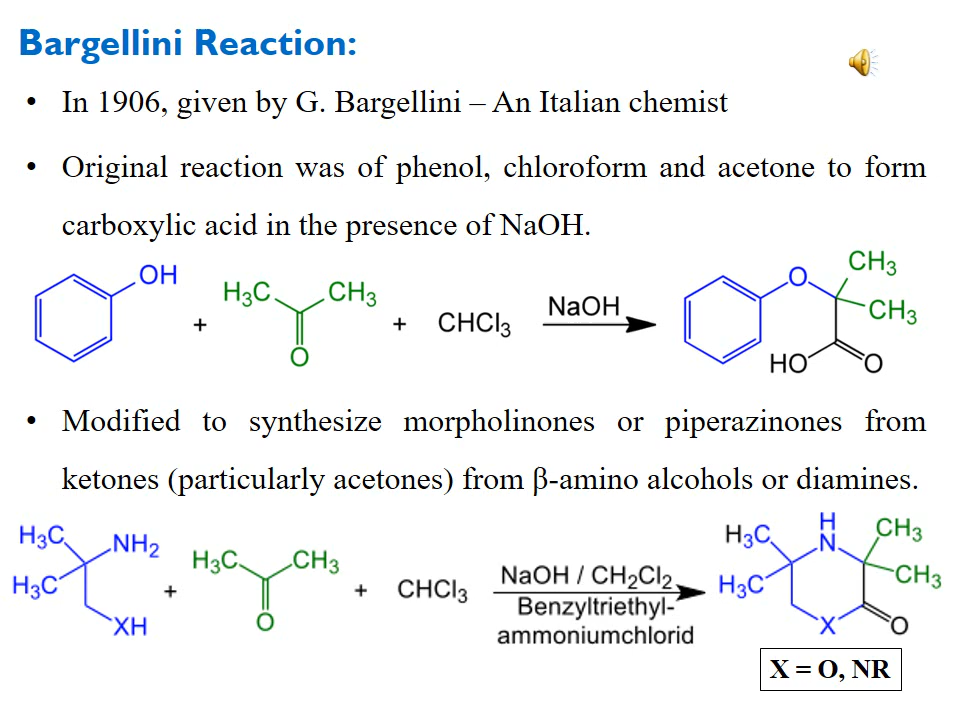 Bargellini Reaction:
• In 1906, given by G. Bargellini – An Italian chemist
• Original reaction was of phenol, chloroform and acetone to form
carboxylic acid in the presence of NaOH.
OH
H₃C
CH₃
O
+
+
CHCl₃
NaOH
O
CH₃
CH₃
HO
O
• Modified to synthesize morpholinones or piperazinones from
ketones (particularly acetones) from β-amino alcohols or diamines.
H₃C
NH₂
H₃C
XH
+
H₃C
CH₃
O
+
CHCl₃
NaOH / CH₂Cl₂
Benzyltriethyl-
ammoniumchlorid
H₃C
H
N
CH₃
H₃C
CH₃
X
O
X = O, NR